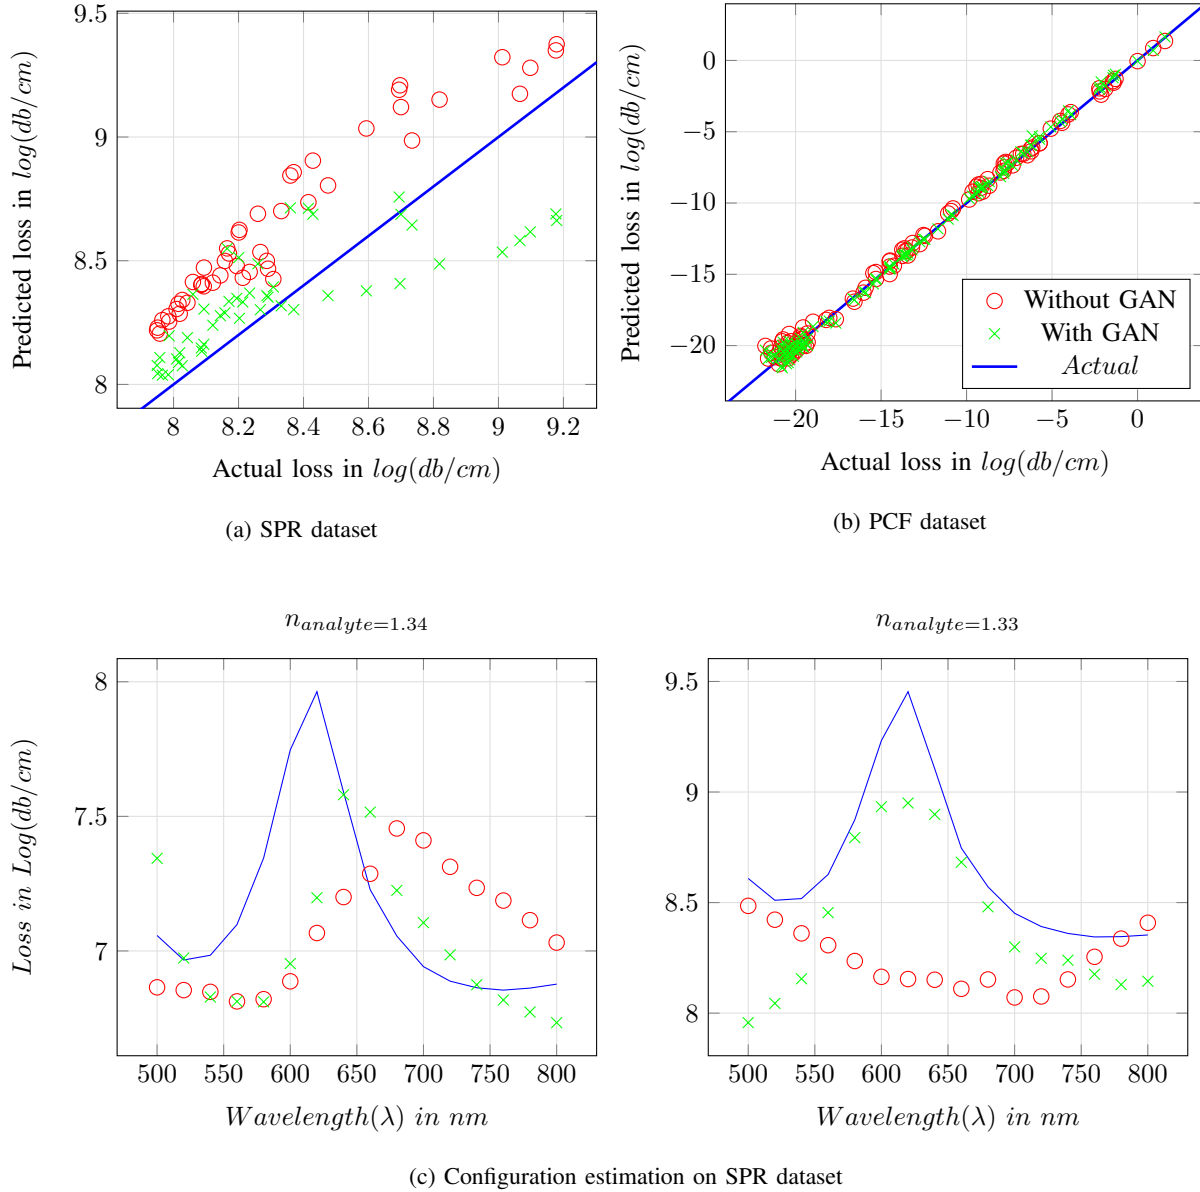 9.5
9
8.5
8
Predicted loss in log(db/cm)
8 8.2 8.4 8.6 8.8 9 9.2
Actual loss in log(db/cm)
(a) SPR dataset
0
−5
−10
−15
−20
Predicted loss in log(db/cm)
−20 −15 −10 −5 0
Actual loss in log(db/cm)
Without GAN
With GAN
Actual
(b) PCF dataset
n_{analyte=1.34}
8
7.5
7
Loss in Log(db/cm)
500 550 600 650 700 750 800
Wavelength(λ) in nm
n_{analyte=1.33}
9.5
9
8.5
8
500 550 600 650 700 750 800
Wavelength(λ) in nm
(c) Configuration estimation on SPR dataset